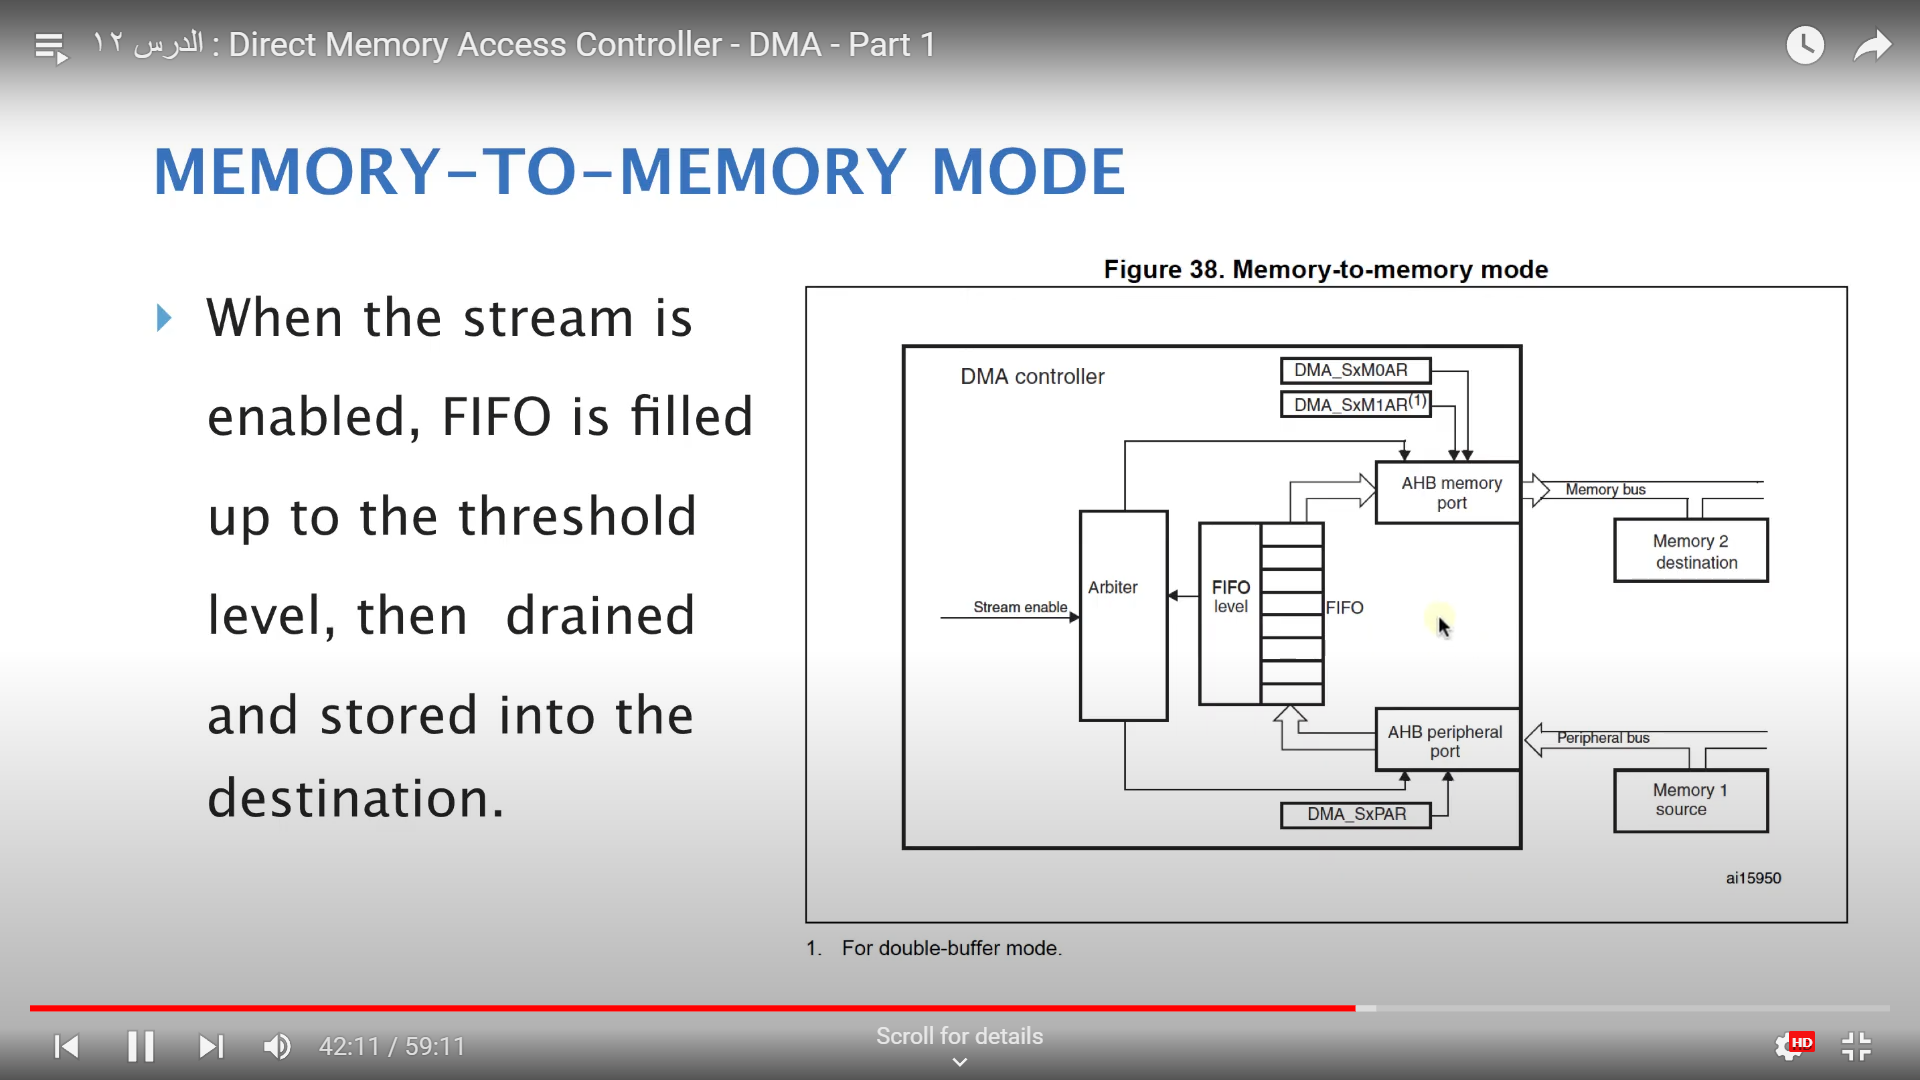 الدرس ١٢ : Direct Memory Access Controller - DMA - Part 1
MEMORY-TO-MEMORY MODE
When the stream is
enabled, FIFO is filled
up to the threshold
level, then drained
and stored into the
destination.
Figure 38. Memory-to-memory mode
DMA controller
DMA_SxM0AR
DMA_SxM1AR(1)
AHB memory
port
Memory bus
Memory 2
destination
Arbiter
Stream enable
FIFO
level
FIFO
AHB peripheral
port
Peripheral bus
Memory 1
source
DMA_SxPAR
ai15950
1. For double-buffer mode.
42:11 / 59:11
Scroll for details
HD